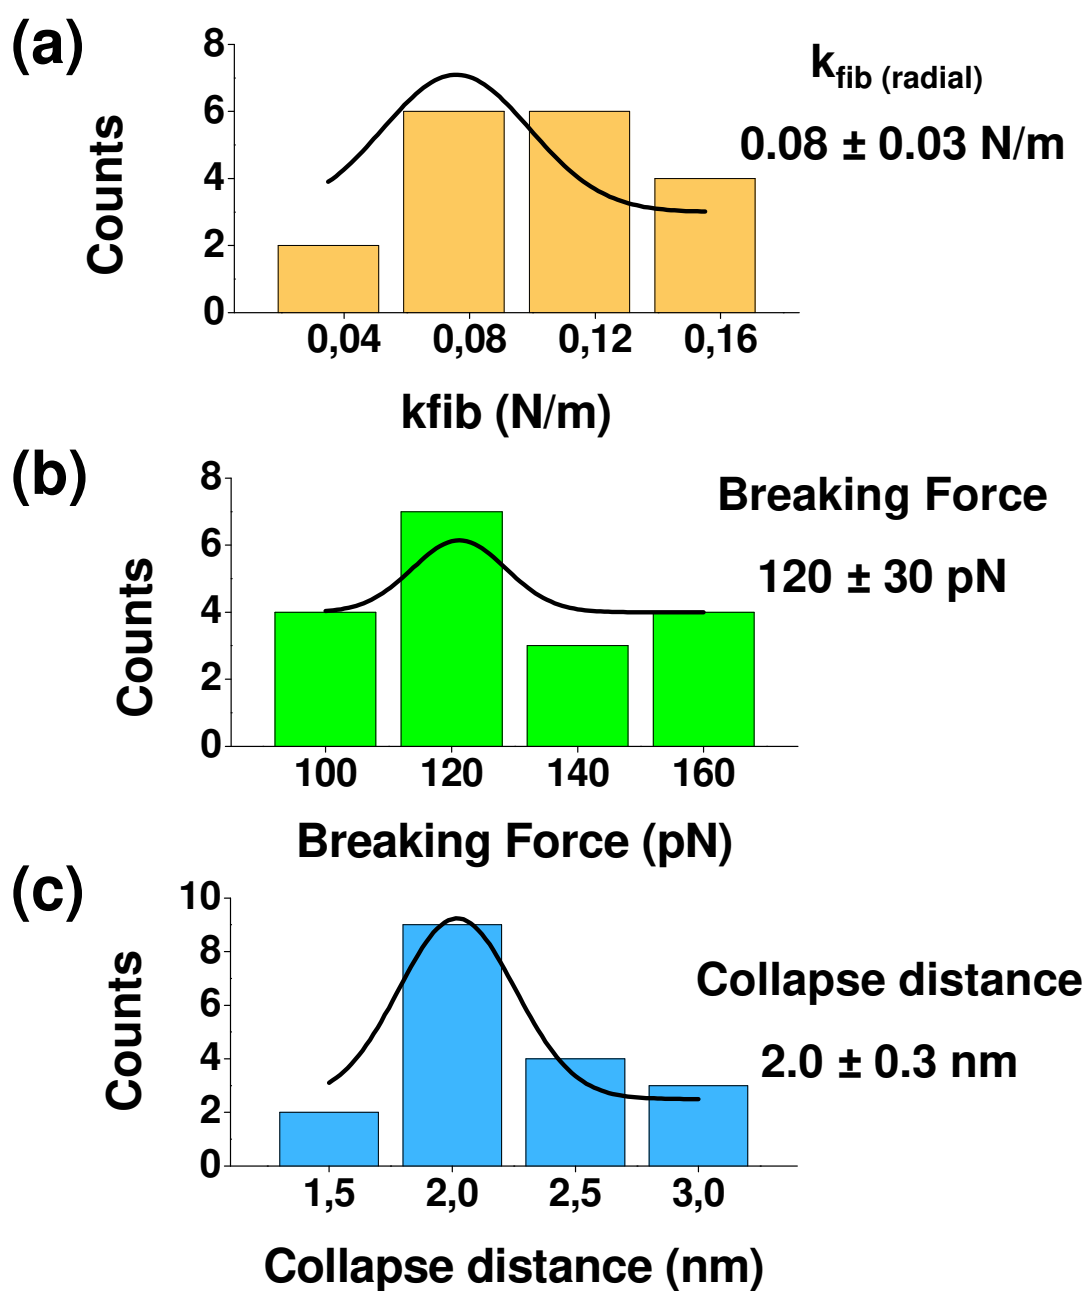 (a)
8
6
4
2
0
Counts
0,04 0,08 0,12 0,16
kfib (N/m)
kfib (radial)
0.08 ± 0.03 N/m
(b)
8
6
4
2
0
Counts
100 120 140 160
Breaking Force (pN)
Breaking Force
120 ± 30 pN
(c)
10
8
6
4
2
0
Counts
1,5 2,0 2,5 3,0
Collapse distance (nm)
Collapse distance
2.0 ± 0.3 nm